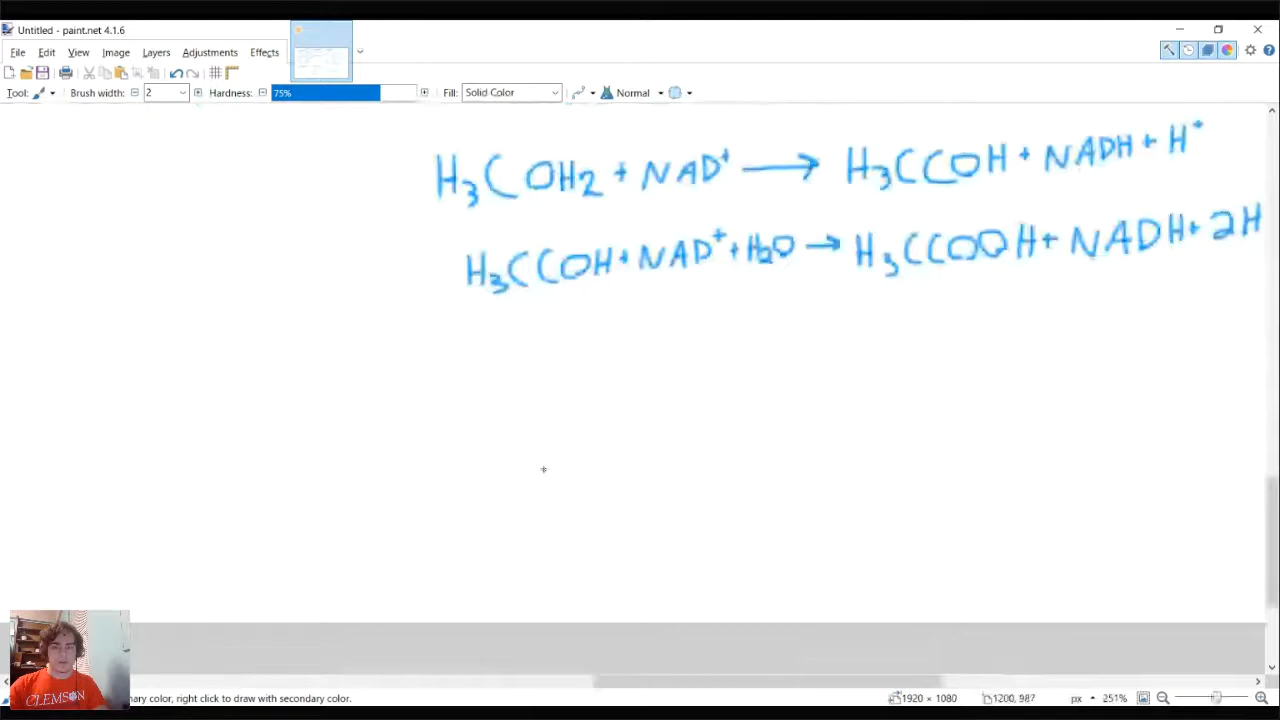 Untitled - paint.net 4.1.6
File Edit View Image Layers Adjustments Effects
Tool: Brush width: 2 Hardness: 75% Fill: Solid Color Normal
H₃COH2 + NAD⁺ → H₃CCOH + NADH + H⁺
H₃CCOH + NAD⁺ + H₂O → H₃CCOOH + NADH + 2H
CLEMSON
nary color, right click to draw with secondary color. 1920 × 1080 1200, 987 px 251%